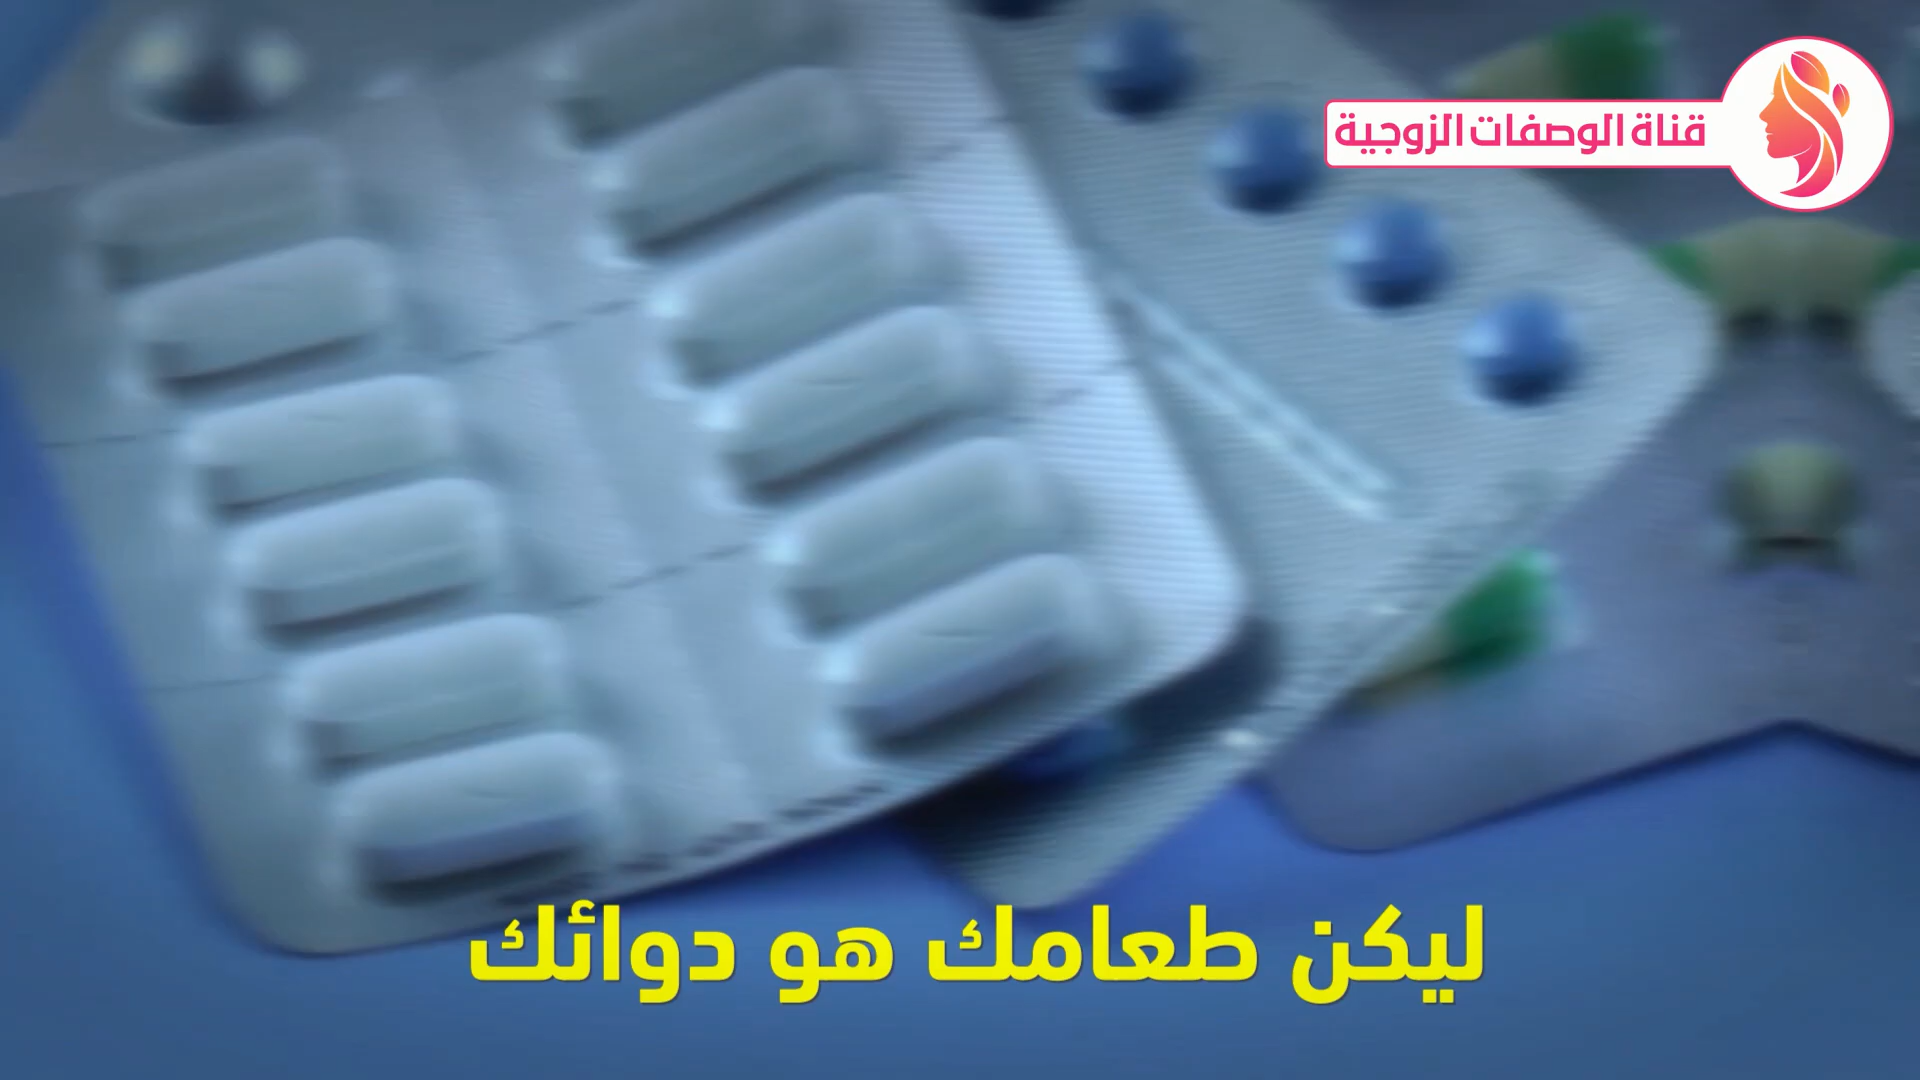 قناة الوصفات الزوجية
ليكن طعامك هو دوائك